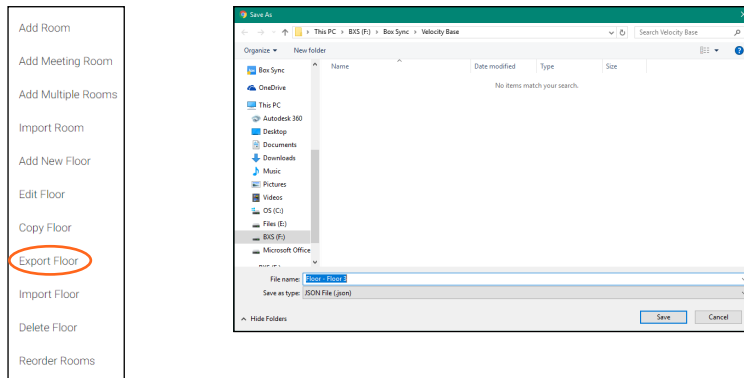 Add Room
Add Meeting Room
Add Multiple Rooms
Import Room
Add New Floor
Edit Floor
Copy Floor
Export Floor
Import Floor
Delete Floor
Reorder Rooms
Save As
This PC > BXS (F:) > Box Sync > Velocity Base
Search Velocity Base
Organize New folder
Name Date modified Type Size
No items match your search.
Box Sync
OneDrive
This PC
Autodesk 360
Desktop
Documents
Downloads
Music
Pictures
Videos
OS (C:)
Files (E:)
BXS (F:)
Microsoft Office
File name: Floor - Floor 3
Save as type: JSON File (.json)
Hide Folders
Save Cancel